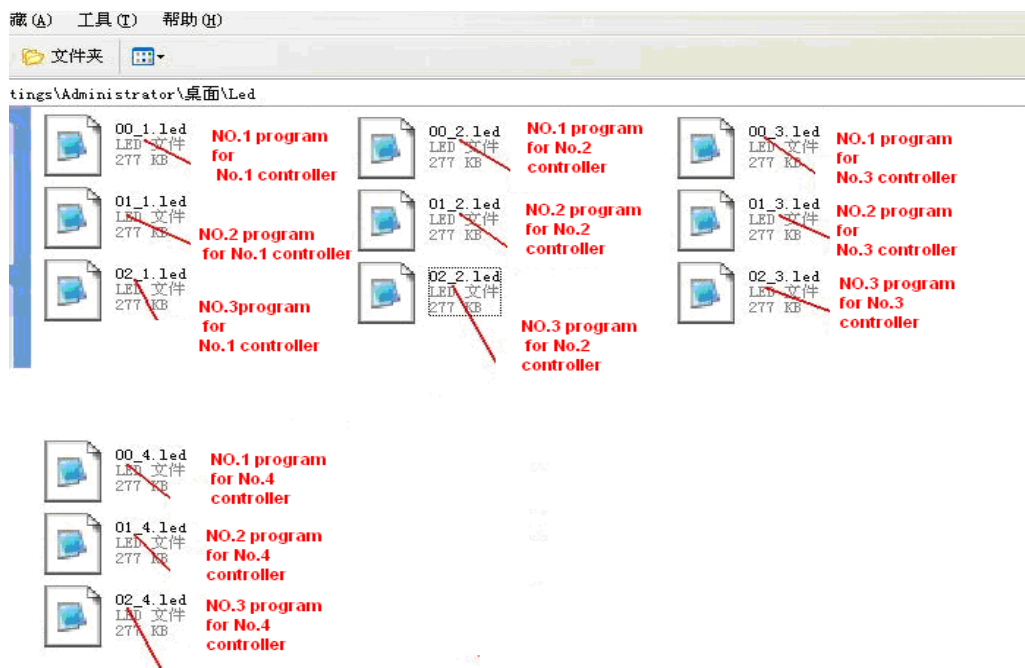 藏(A) 工具(T) 帮助(H)
文件夹
tings\Administrator\桌面\Led
00_1.led
LED 文件
277 KB
NO.1 program
for
No.1 controller
00_2.led
LED 文件
277 KB
NO.1 program
for No.2
controller
00_3.led
LED 文件
277 KB
NO.1 program
for
No.3 controller
01_1.led
LED 文件
277 KB
NO.2 program
for No.1 controller
01_2.led
LED 文件
277 KB
NO.2 program
for No.2
controller
01_3.led
LED 文件
277 KB
NO.2 program
for
No.3 controller
02_1.led
LED 文件
277 KB
NO.3program
for
No.1 controller
02_2.led
LED 文件
277 KB
NO.3 program
for No.2
controller
02_3.led
LED 文件
277 KB
NO.3 program
for No.3
controller
00_4.led
LED 文件
277 KB
NO.1 program
for No.4
controller
01_4.led
LED 文件
277 KB
NO.2 program
for No.4
controller
02_4.led
LED 文件
277 KB
NO.3 program
for No.4
controller